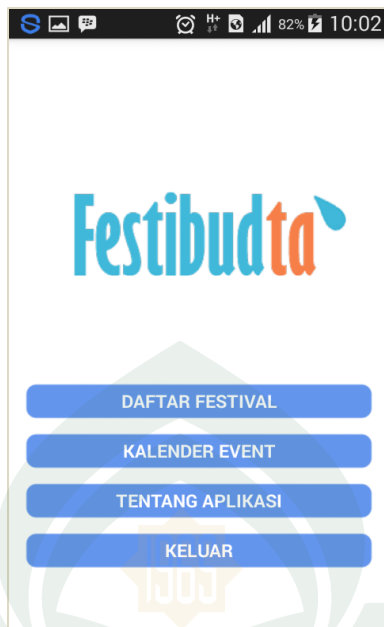 82% 10:02
Festibudta
DAFTAR FESTIVAL
KALENDER EVENT
TENTANG APLIKASI
KELUAR